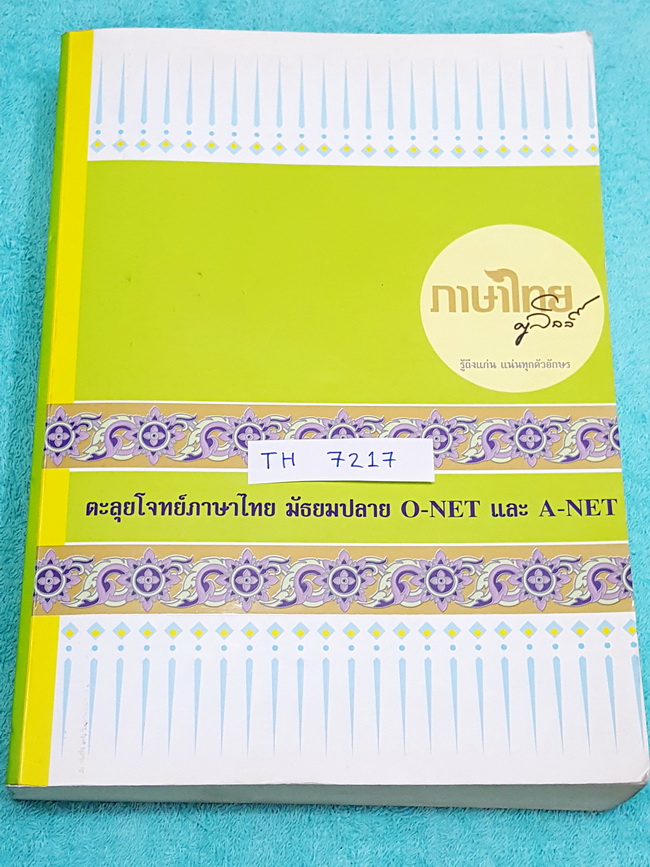 ภาษาไทย
รู้ถึงแก่น แน่นทุกตัวอักษร
TH 7217
ตะลุยโจทย์ภาษาไทย มัธยมปลาย O-NET และ A-NET